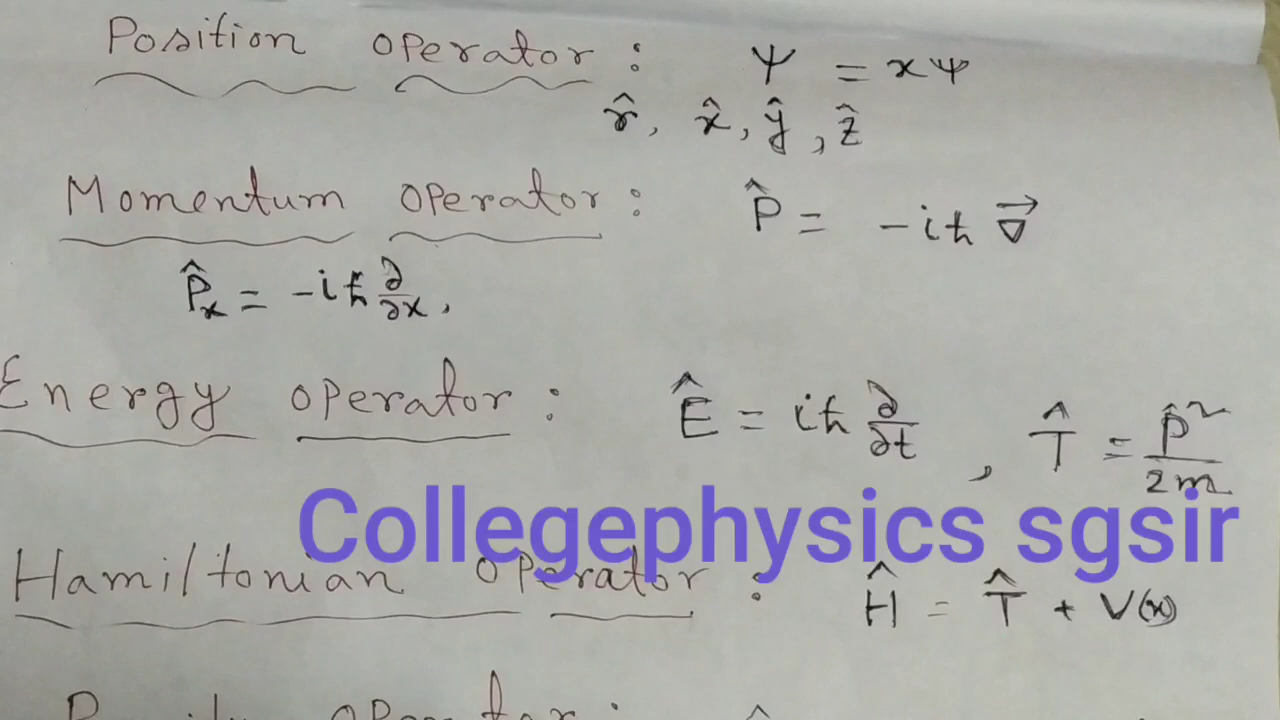 Position operator : ψ = xψ
r̂, x̂, ŷ, ẑ
Momentum operator : P̂ = -iħ ∇⃗
P̂x = -iħ ∂/∂x,
Energy operator : Ê = iħ ∂/∂t , T̂ = P̂²/2m
Collegephysics sgsir
Hamiltonian operator : Ĥ = T̂ + V(x)